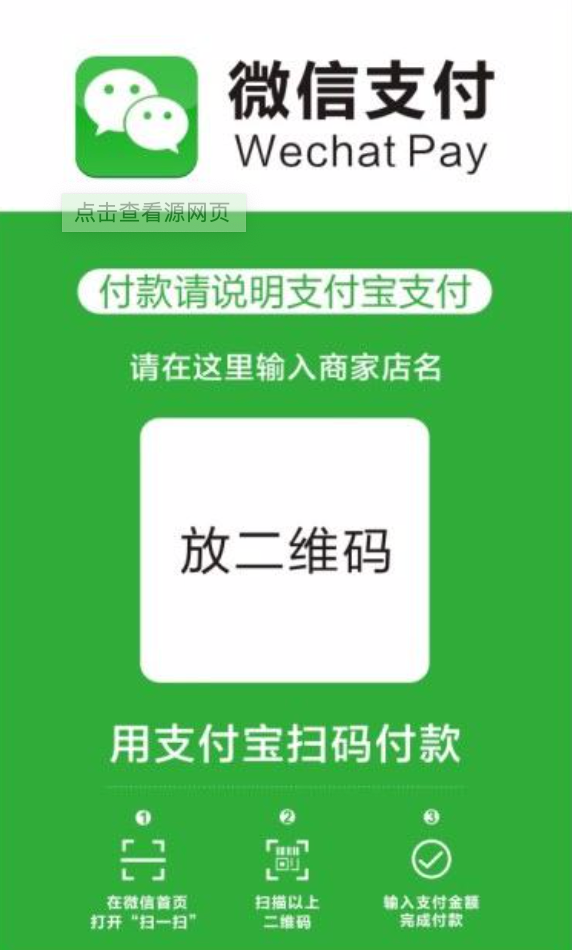 微信支付
Wechat Pay
点击查看源网页
付款请说明支付宝支付
请在这里输入商家店名
放二维码
用支付宝扫码付款
1 2 3
在微信首页
打开“扫一扫”
扫描以上
二维码
输入支付金额
完成付款